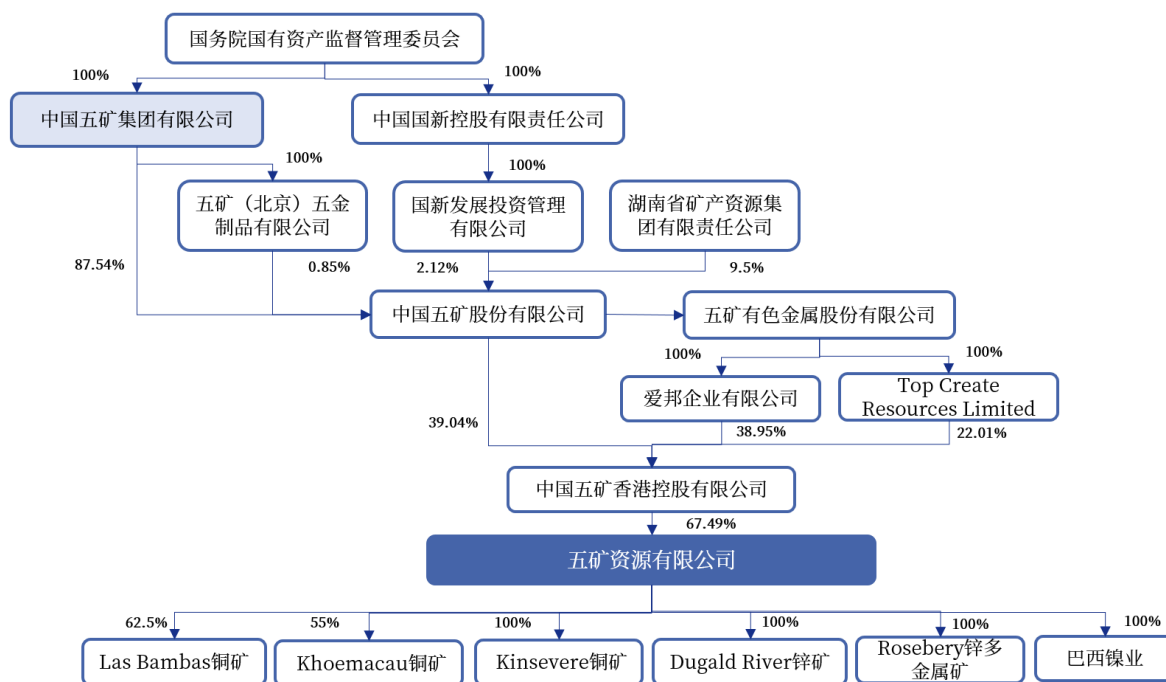 国务院国有资产监督管理委员会
100%
100%
中国五矿集团有限公司
中国国新控股有限责任公司
100%
100%
五矿（北京）五金
制品有限公司
国新发展投资管理
有限公司
湖南省矿产资源集
团有限责任公司
87.54%
0.85%
2.12%
9.5%
中国五矿股份有限公司
五矿有色金属股份有限公司
100%
100%
爱邦企业有限公司
Top Create
Resources Limited
39.04%
38.95%
22.01%
中国五矿香港控股有限公司
67.49%
五矿资源有限公司
62.5%
55%
100%
100%
100%
100%
Las Bambas铜矿
Khoemacau铜矿
Kinsevere铜矿
Dugald River锌矿
Rosebery锌多
金属矿
巴西镍业